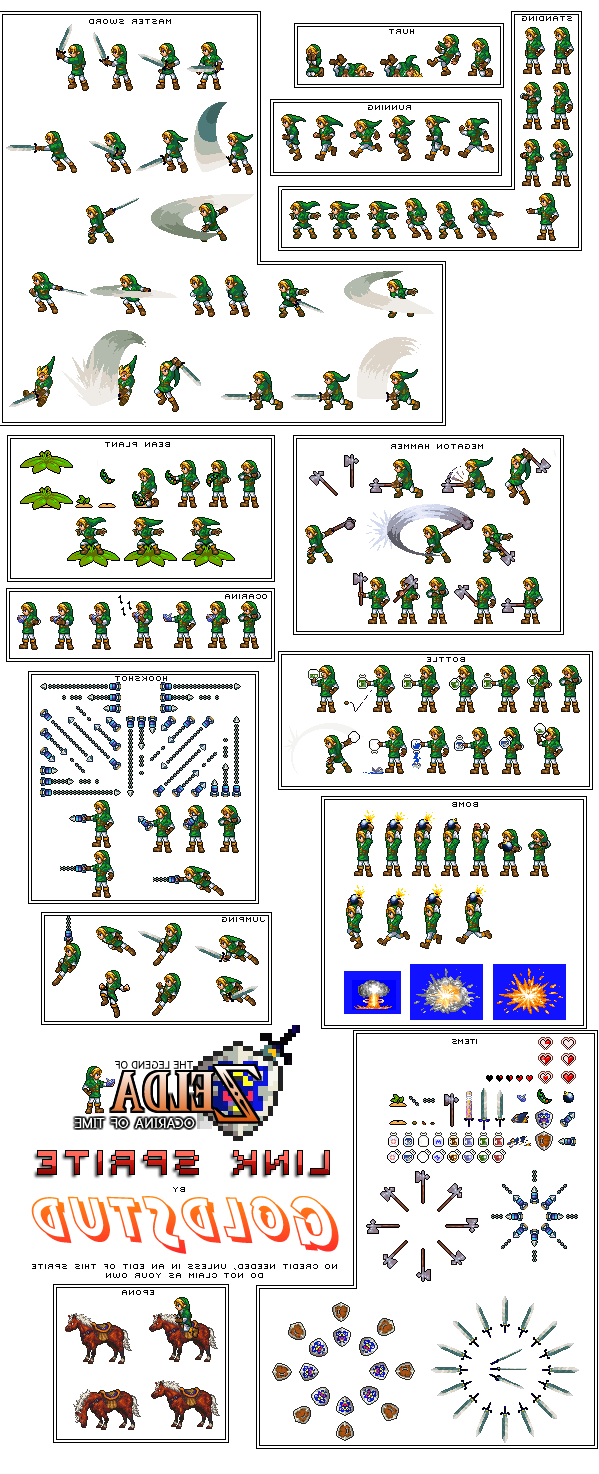 MASTER SWORD
HURT
STANDING
RUNNING
BEAN PLANT
MEGATON HAMMER
OCARINA
HOOKSHOT
BOTTLE
BOMB
JUMPING
ITEMS
THE LEGEND OF
ZELDA
OCARINA OF TIME
LINK SPRITE
BY
GOLDSTUD
NO CREDIT NEEDED, UNLESS IN AN EDIT OF THIS SPRITE
DO NOT CLAIM AS YOUR OWN
EPONA